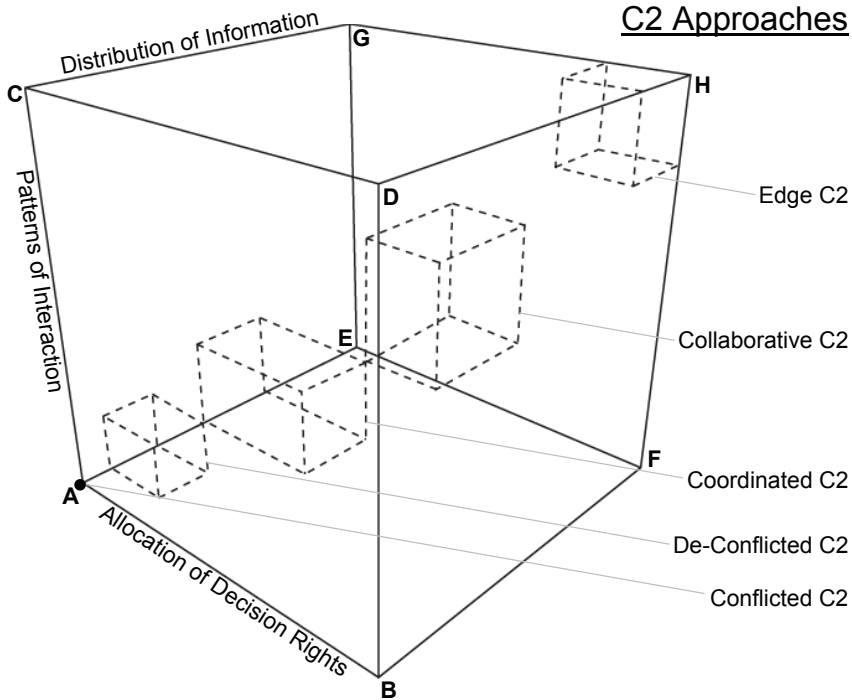 C2 Approaches
Distribution of Information
G
C
H
D
Edge C2
Patterns of Interaction
E
Collaborative C2
F
Coordinated C2
A
De-Conflicted C2
Allocation of Decision Rights
Conflicted C2
B